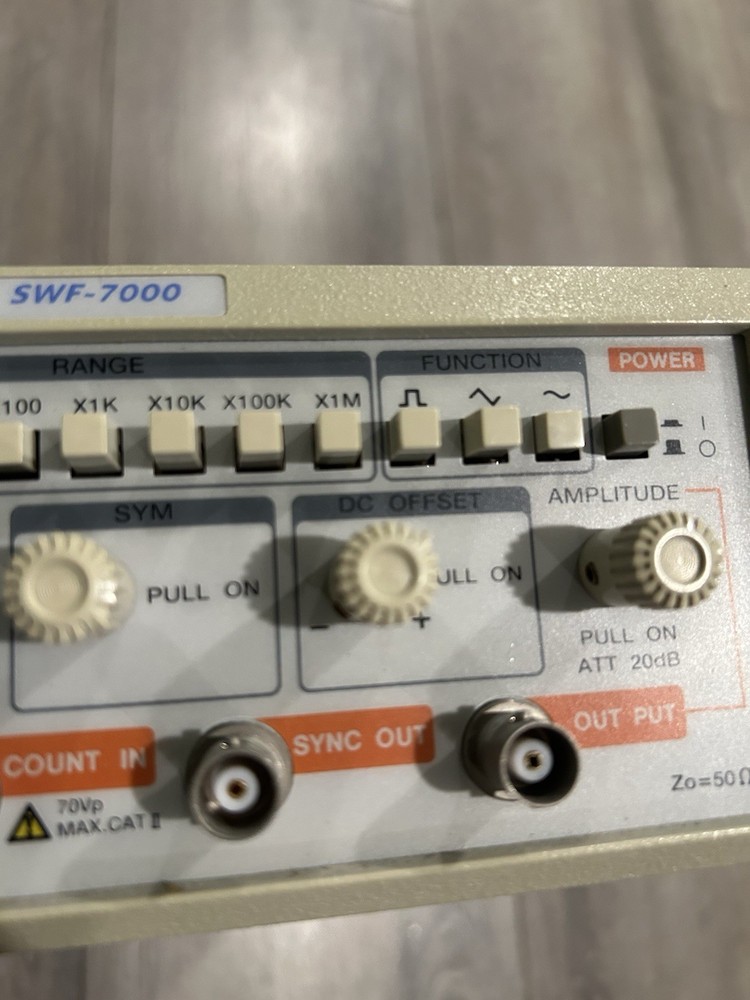 SWF-7000
RANGE
FUNCTION
POWER
100 X1K X10K X100K X1M
I
O
SYM
DC OFFSET
AMPLITUDE
PULL ON
ULL ON
- +
PULL ON
ATT 20dB
COUNT IN
SYNC OUT
OUT PUT
70Vp
MAX.CAT II
Zo=50Ω